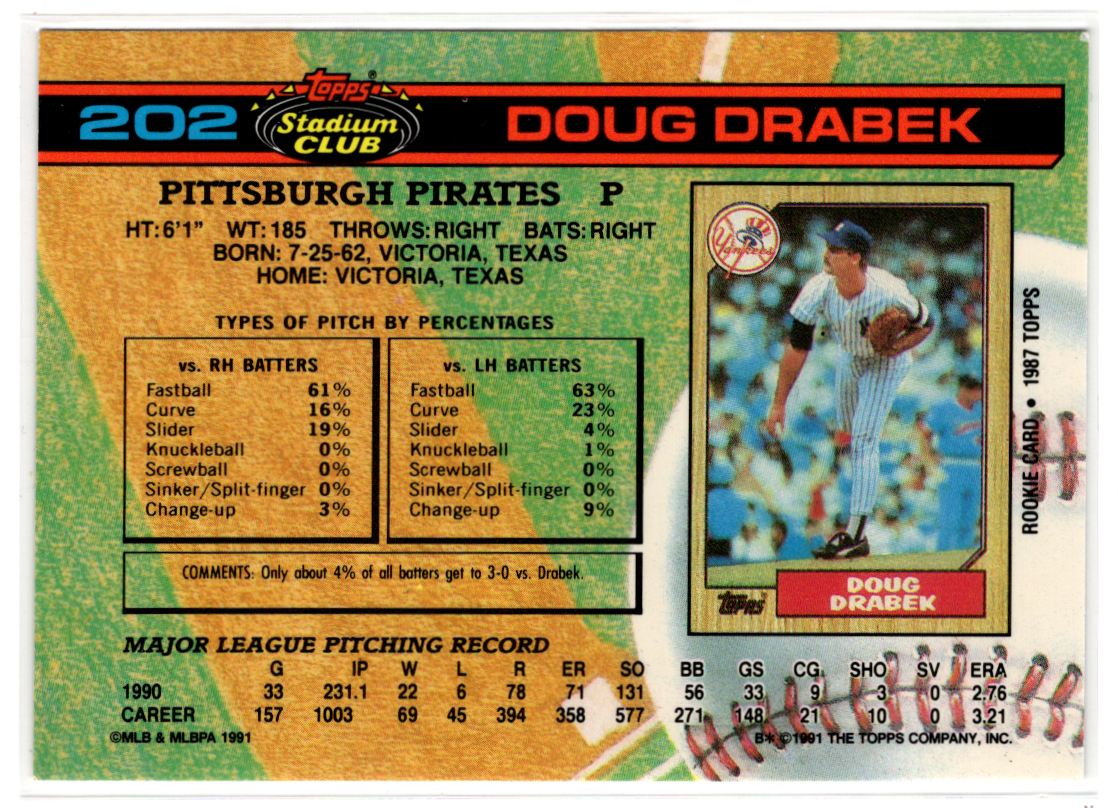 202
Topps®
Stadium
CLUB
DOUG DRABEK
PITTSBURGH PIRATES P
HT: 6'1" WT: 185 THROWS: RIGHT BATS: RIGHT
BORN: 7-25-62, VICTORIA, TEXAS
HOME: VICTORIA, TEXAS
TYPES OF PITCH BY PERCENTAGES
vs. RH BATTERS
Fastball 61%
Curve 16%
Slider 19%
Knuckleball 0%
Screwball 0%
Sinker/Split-finger 0%
Change-up 3%
vs. LH BATTERS
Fastball 63%
Curve 23%
Slider 4%
Knuckleball 1%
Screwball 0%
Sinker/Split-finger 0%
Change-up 9%
COMMENTS: Only about 4% of all batters get to 3-0 vs. Drabek.
Yankees
Topps
DOUG
DRABEK
ROOKIE CARD • 1987 TOPPS
MAJOR LEAGUE PITCHING RECORD
G IP W L R ER SO BB GS CG SHO SV ERA
1990 33 231.1 22 6 78 71 131 56 33 9 3 0 2.76
CAREER 157 1003 69 45 394 358 577 271 148 21 10 0 3.21
©MLB & MLBPA 1991 B* ©1991 THE TOPPS COMPANY, INC.